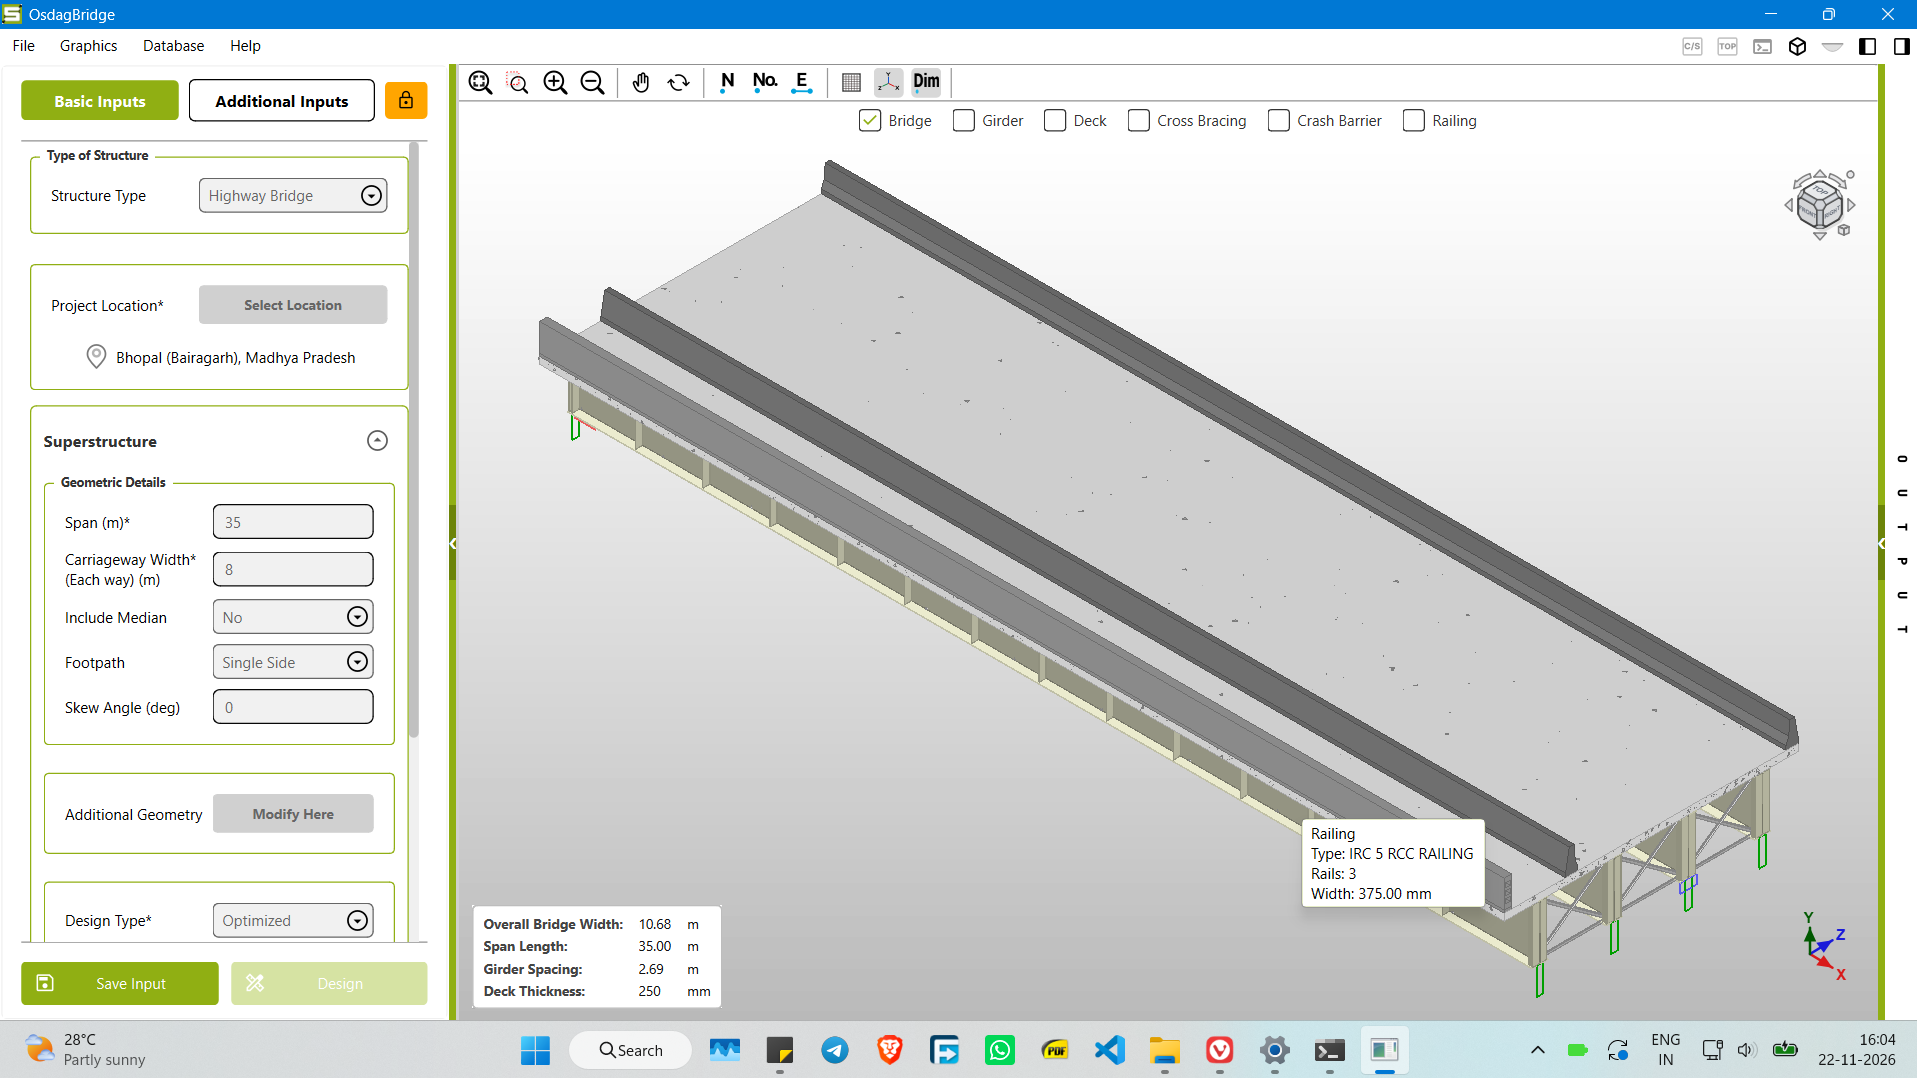 OsdagBridge
File Graphics Database Help
C/S TOP
Basic Inputs Additional Inputs
N No. E Dim
Bridge Girder Deck Cross Bracing Crash Barrier Railing
Type of Structure
Structure Type Highway Bridge
Project Location* Select Location
Bhopal (Bairagarh), Madhya Pradesh
Superstructure
Geometric Details
Span (m)* 35
Carriageway Width*
(Each way) (m) 8
Include Median No
Footpath Single Side
Skew Angle (deg) 0
Additional Geometry Modify Here
Design Type* Optimized
Save Input Design
TOP
FRONT RIGHT
OUTPUT
Railing
Type: IRC 5 RCC RAILING
Rails: 3
Width: 375.00 mm
Overall Bridge Width: 10.68 m
Span Length: 35.00 m
Girder Spacing: 2.69 m
Deck Thickness: 250 mm
Y
Z
X
28°C
Partly sunny
Search
PDF
ENG
IN
16:04
22-11-2026